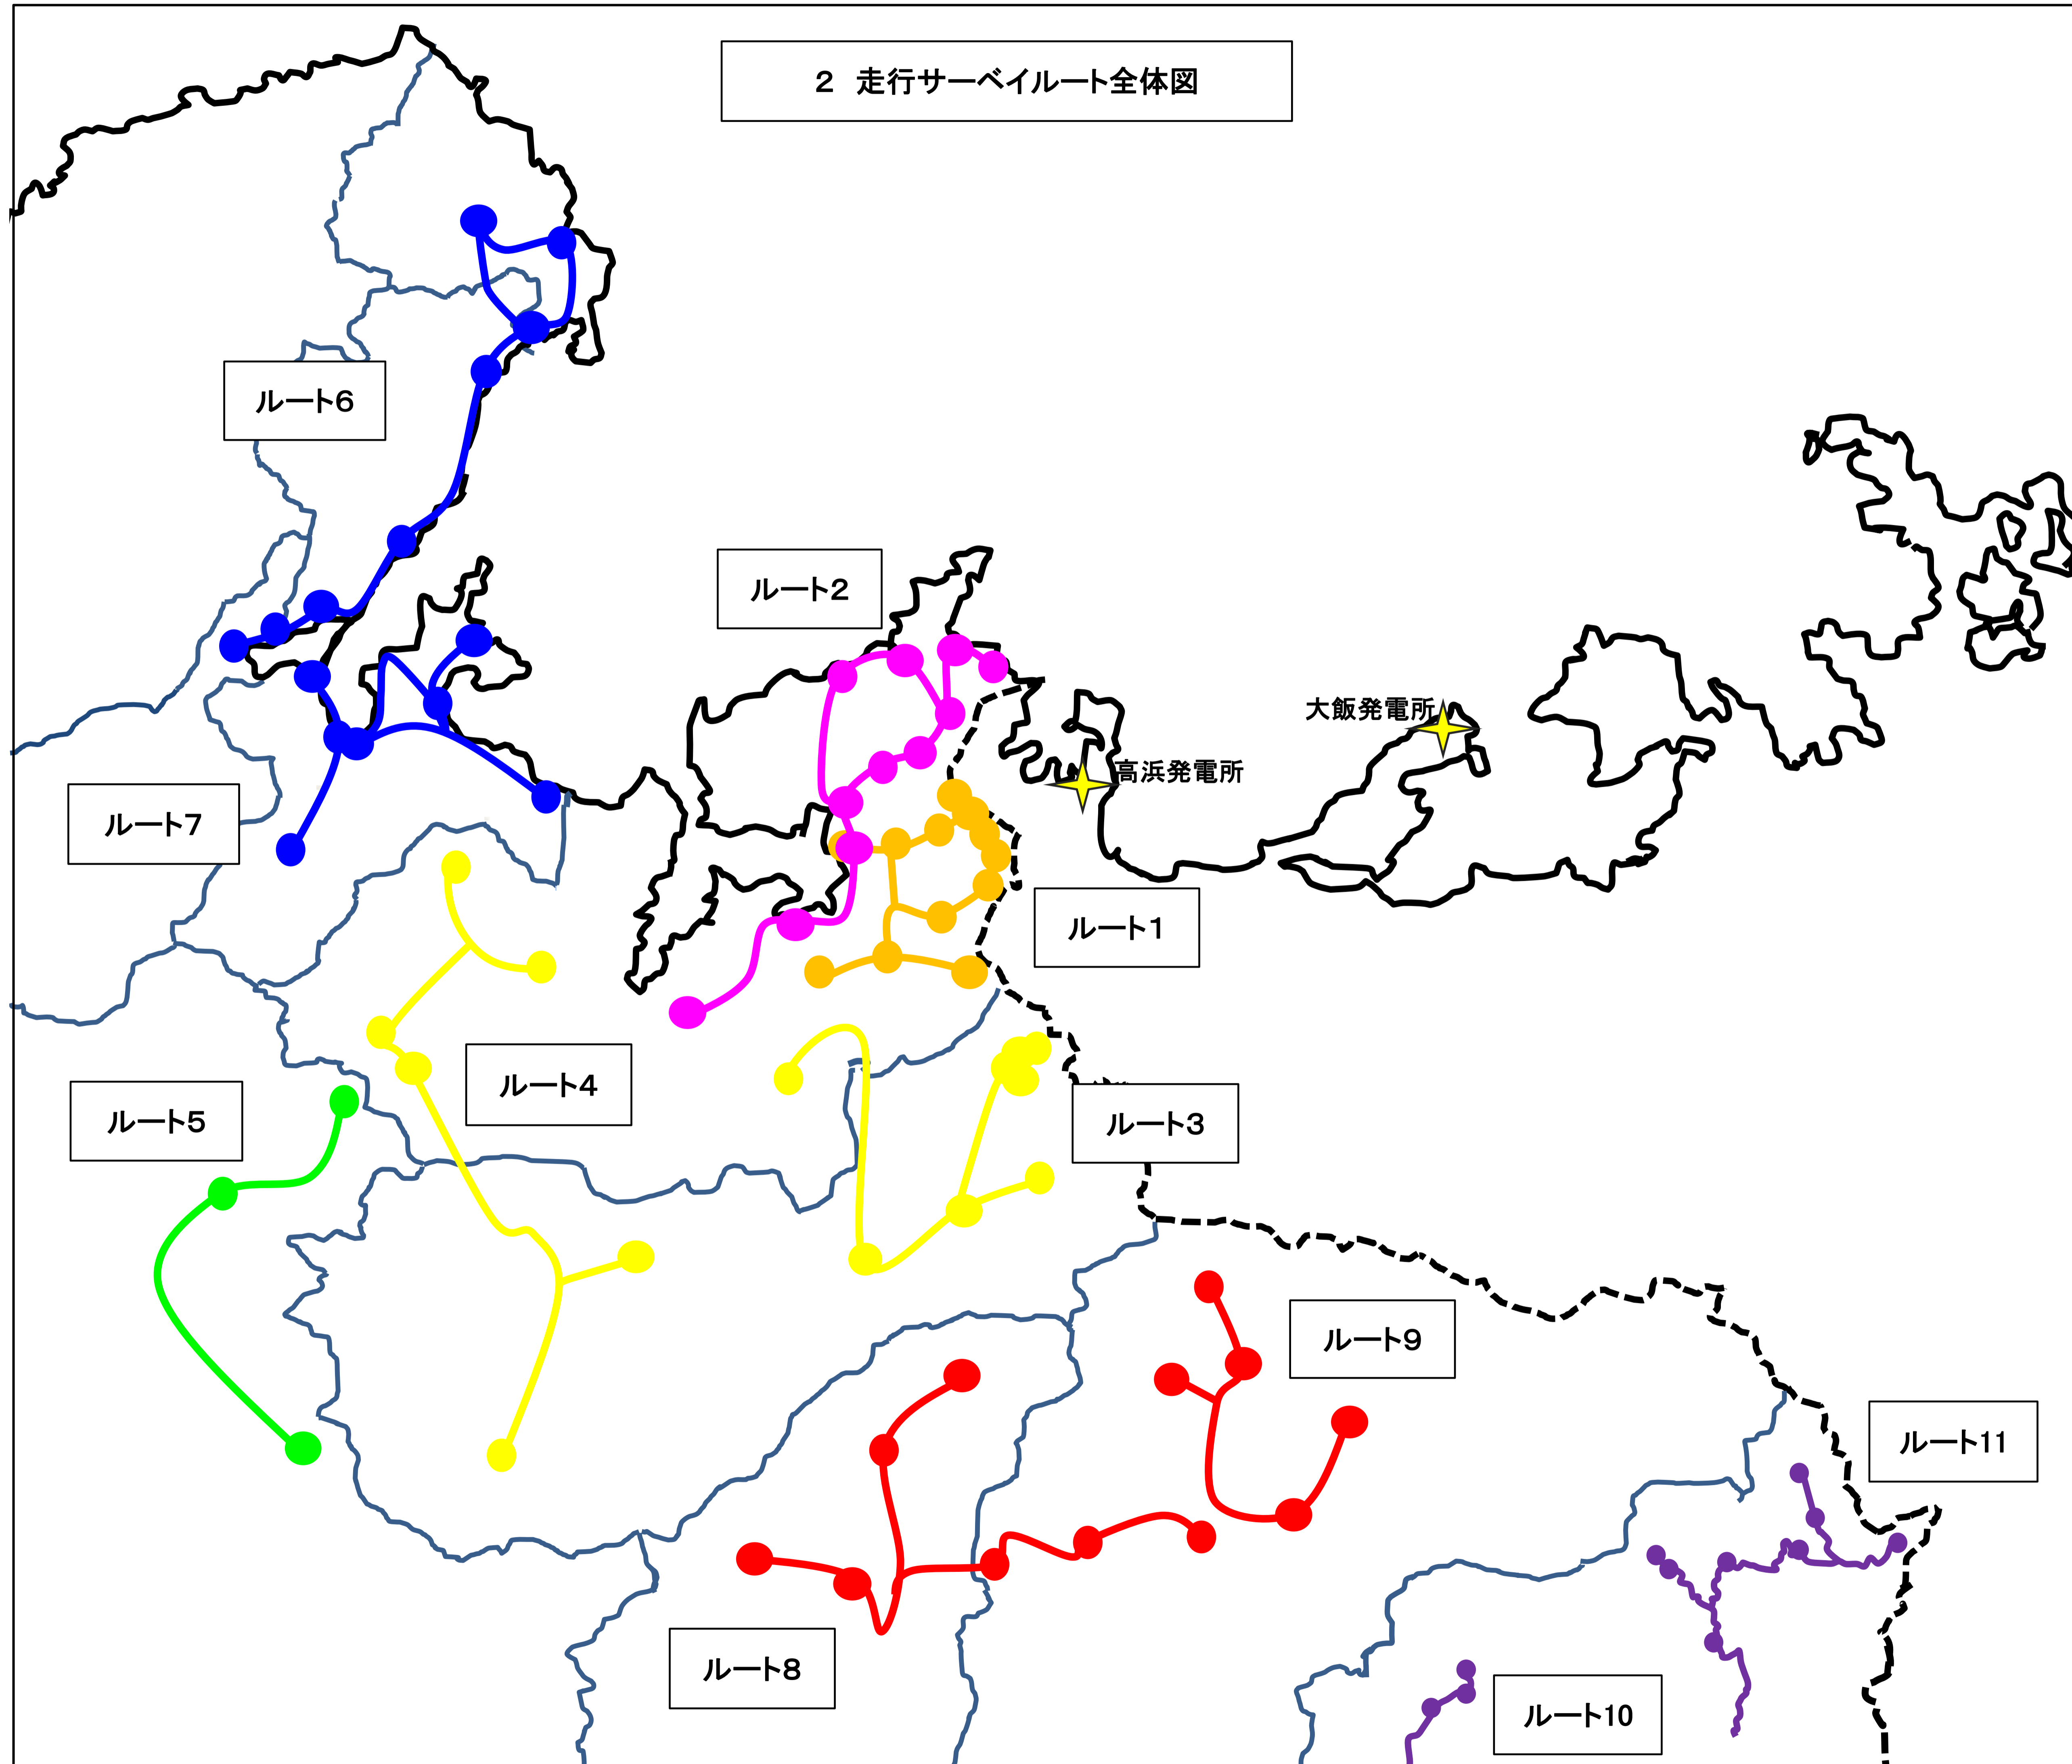 ２　走行サーベイルート全体図
ルート６
ルート２
大飯発電所
高浜発電所
ルート７
ルート１
ルート４
ルート５
ルート３
ルート９
ルート11
ルート８
ルート10